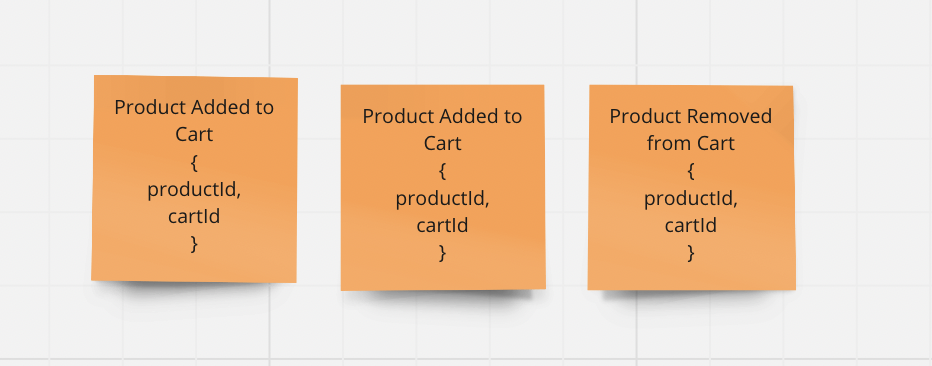 Product Added to
Cart
{
productId,
cartId
}
Product Added to
Cart
{
productId,
cartId
}
Product Removed
from Cart
{
productId,
cartId
}